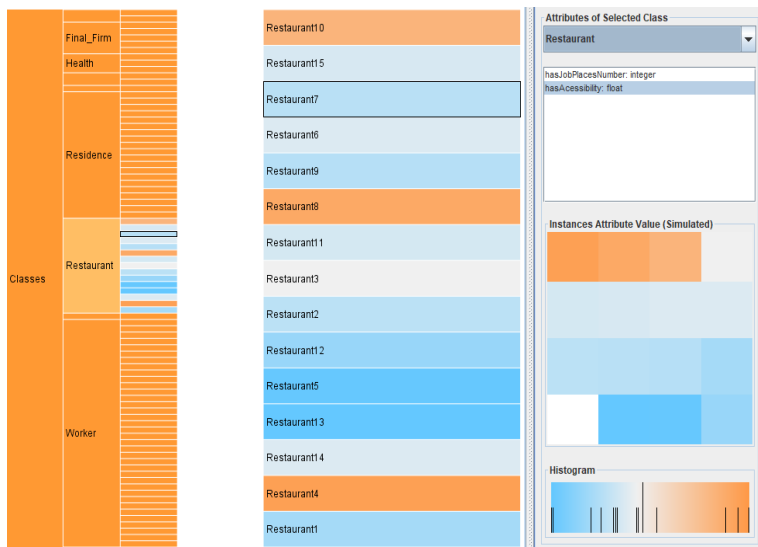 Classes
Final_Firm
Health
Residence
Restaurant
Worker
Restaurant10
Restaurant15
Restaurant7
Restaurant6
Restaurant9
Restaurant8
Restaurant11
Restaurant3
Restaurant2
Restaurant12
Restaurant5
Restaurant13
Restaurant14
Restaurant4
Restaurant1
Attributes of Selected Class
Restaurant
hasJobPlacesNumber: integer
hasAcessibility: float
Instances Attribute Value (Simulated)
Histogram